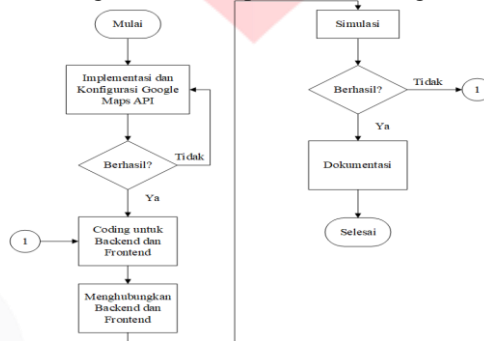 Mulai
Implementasi dan
Konfigurasi Google
Maps API
Berhasil?
Tidak
Ya
1
Coding untuk
Backend dan
Frontend
Menghubungkan
Backend dan
Frontend
Simulasi
Berhasil?
Tidak
1
Ya
Dokumentasi
Selesai